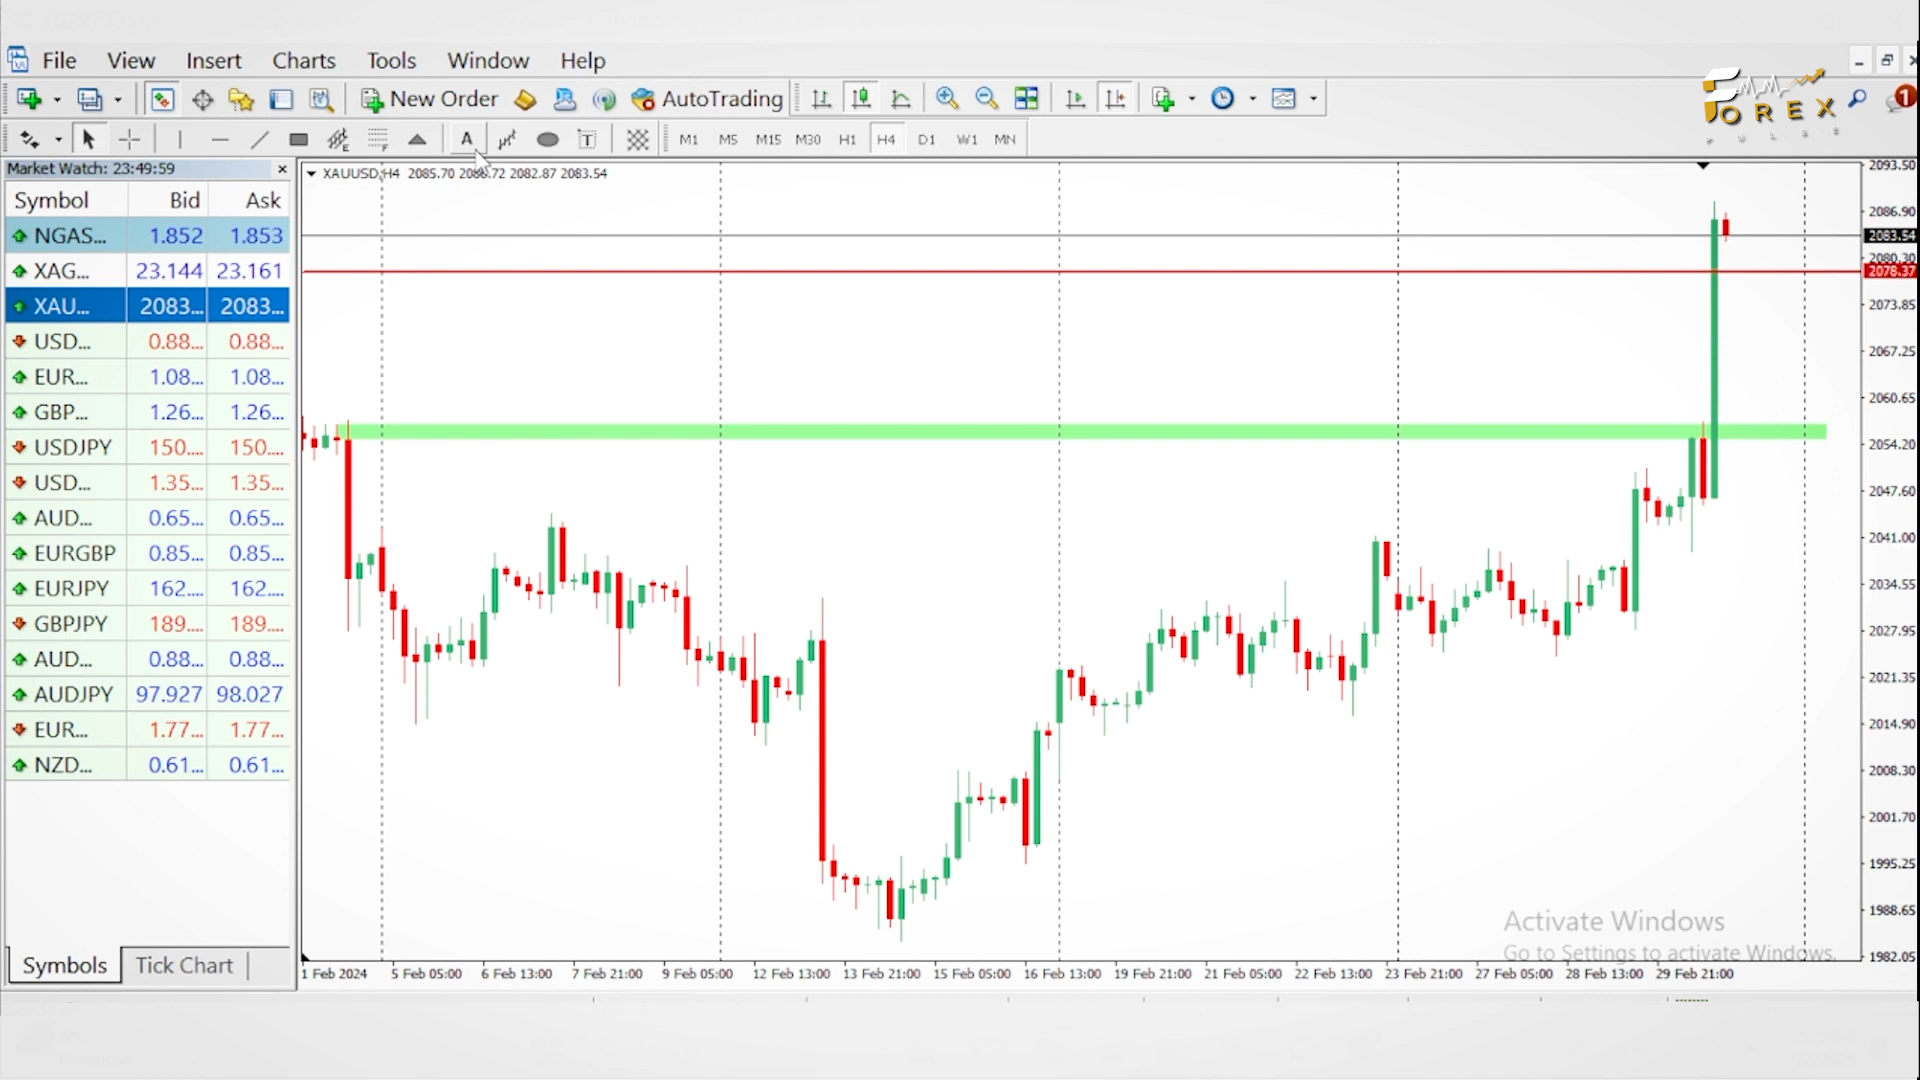 File View Insert Charts Tools Window Help
New Order AutoTrading
FOREX
PULSE
1
A T E F
M1 M5 M15 M30 H1 H4 D1 W1 MN
Market Watch: 23:49:59
Symbol Bid Ask
NGAS... 1.852 1.853
XAG... 23.144 23.161
XAU... 2083... 2083...
USD... 0.88... 0.88...
EUR... 1.08... 1.08...
GBP... 1.26... 1.26...
USDJPY 150.... 150....
USD... 1.35... 1.35...
AUD... 0.65... 0.65...
EURGBP 0.85... 0.85...
EURJPY 162.... 162....
GBPJPY 189.... 189....
AUD... 0.88... 0.88...
AUDJPY 97.927 98.027
EUR... 1.77... 1.77...
NZD... 0.61... 0.61...
Symbols Tick Chart
XAUUSD,H4 2085.70 2086.72 2082.87 2083.54
2093.50
2086.90
2083.54
2080.30
2078.37
2073.85
2067.25
2060.65
2054.20
2047.60
2041.00
2034.55
2027.95
2021.35
2014.90
2008.30
2001.70
1995.25
1988.65
1982.05
Activate Windows
Go to Settings to activate Windows.
1 Feb 2024 5 Feb 05:00 6 Feb 13:00 7 Feb 21:00 9 Feb 05:00 12 Feb 13:00 13 Feb 21:00 15 Feb 05:00 16 Feb 13:00 19 Feb 21:00 21 Feb 05:00 22 Feb 13:00 23 Feb 21:00 27 Feb 05:00 28 Feb 13:00 29 Feb 21:00